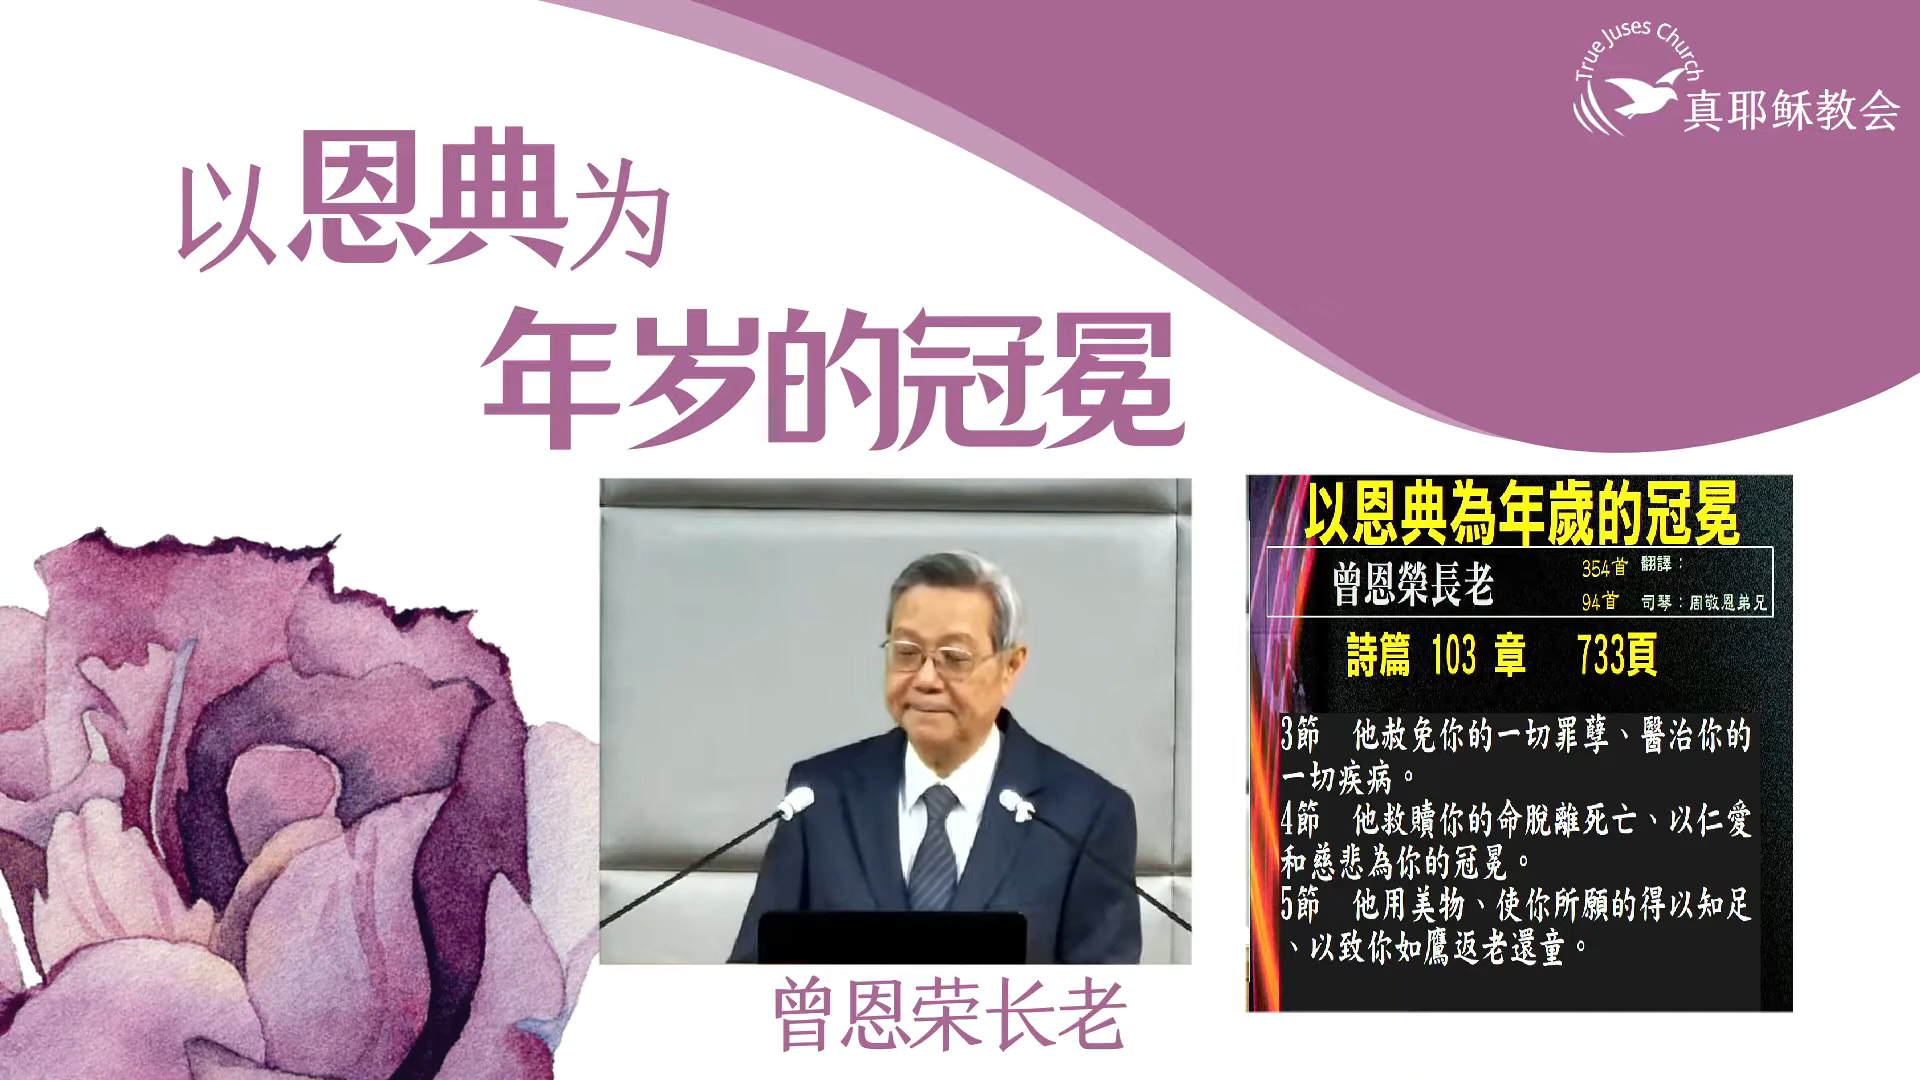 True Juses Church
真耶稣教会
以恩典为
年岁的冠冕
以恩典為年歲的冠冕
曾恩榮長老
354首 翻譯：
94首 司琴：周敬恩弟兄
詩篇 103 章 733頁
3節 他赦免你的一切罪孽、醫治你的
一切疾病。
4節 他救贖你的命脫離死亡、以仁愛
和慈悲為你的冠冕。
5節 他用美物、使你所願的得以知足
、以致你如鷹返老還童。
曾恩荣长老